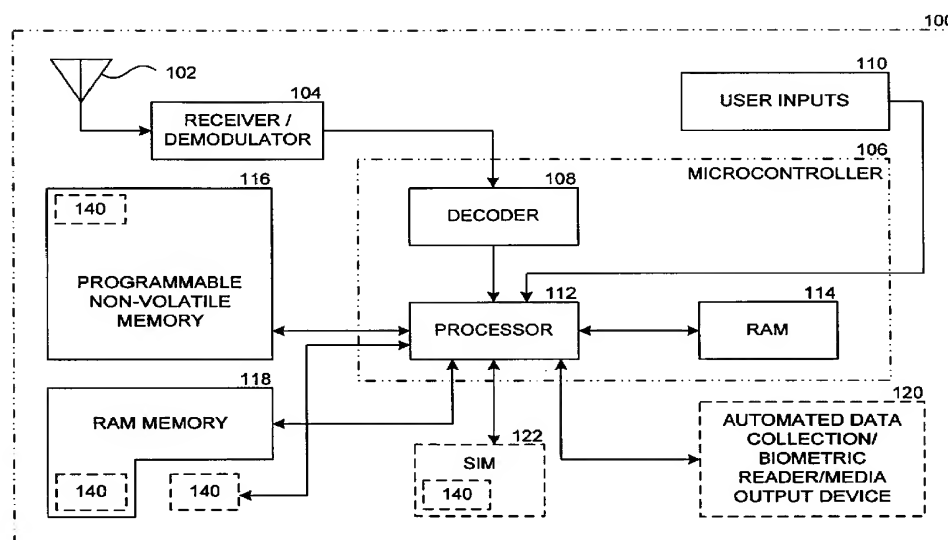 100
102
104
RECEIVER /
DEMODULATOR
110
USER INPUTS
106
MICROCONTROLLER
108
DECODER
116
140
PROGRAMMABLE
NON-VOLATILE
MEMORY
112
PROCESSOR
114
RAM
118
RAM MEMORY
140
140
122
SIM
140
120
AUTOMATED DATA
COLLECTION/
BIOMETRIC
READER/MEDIA
OUTPUT DEVICE